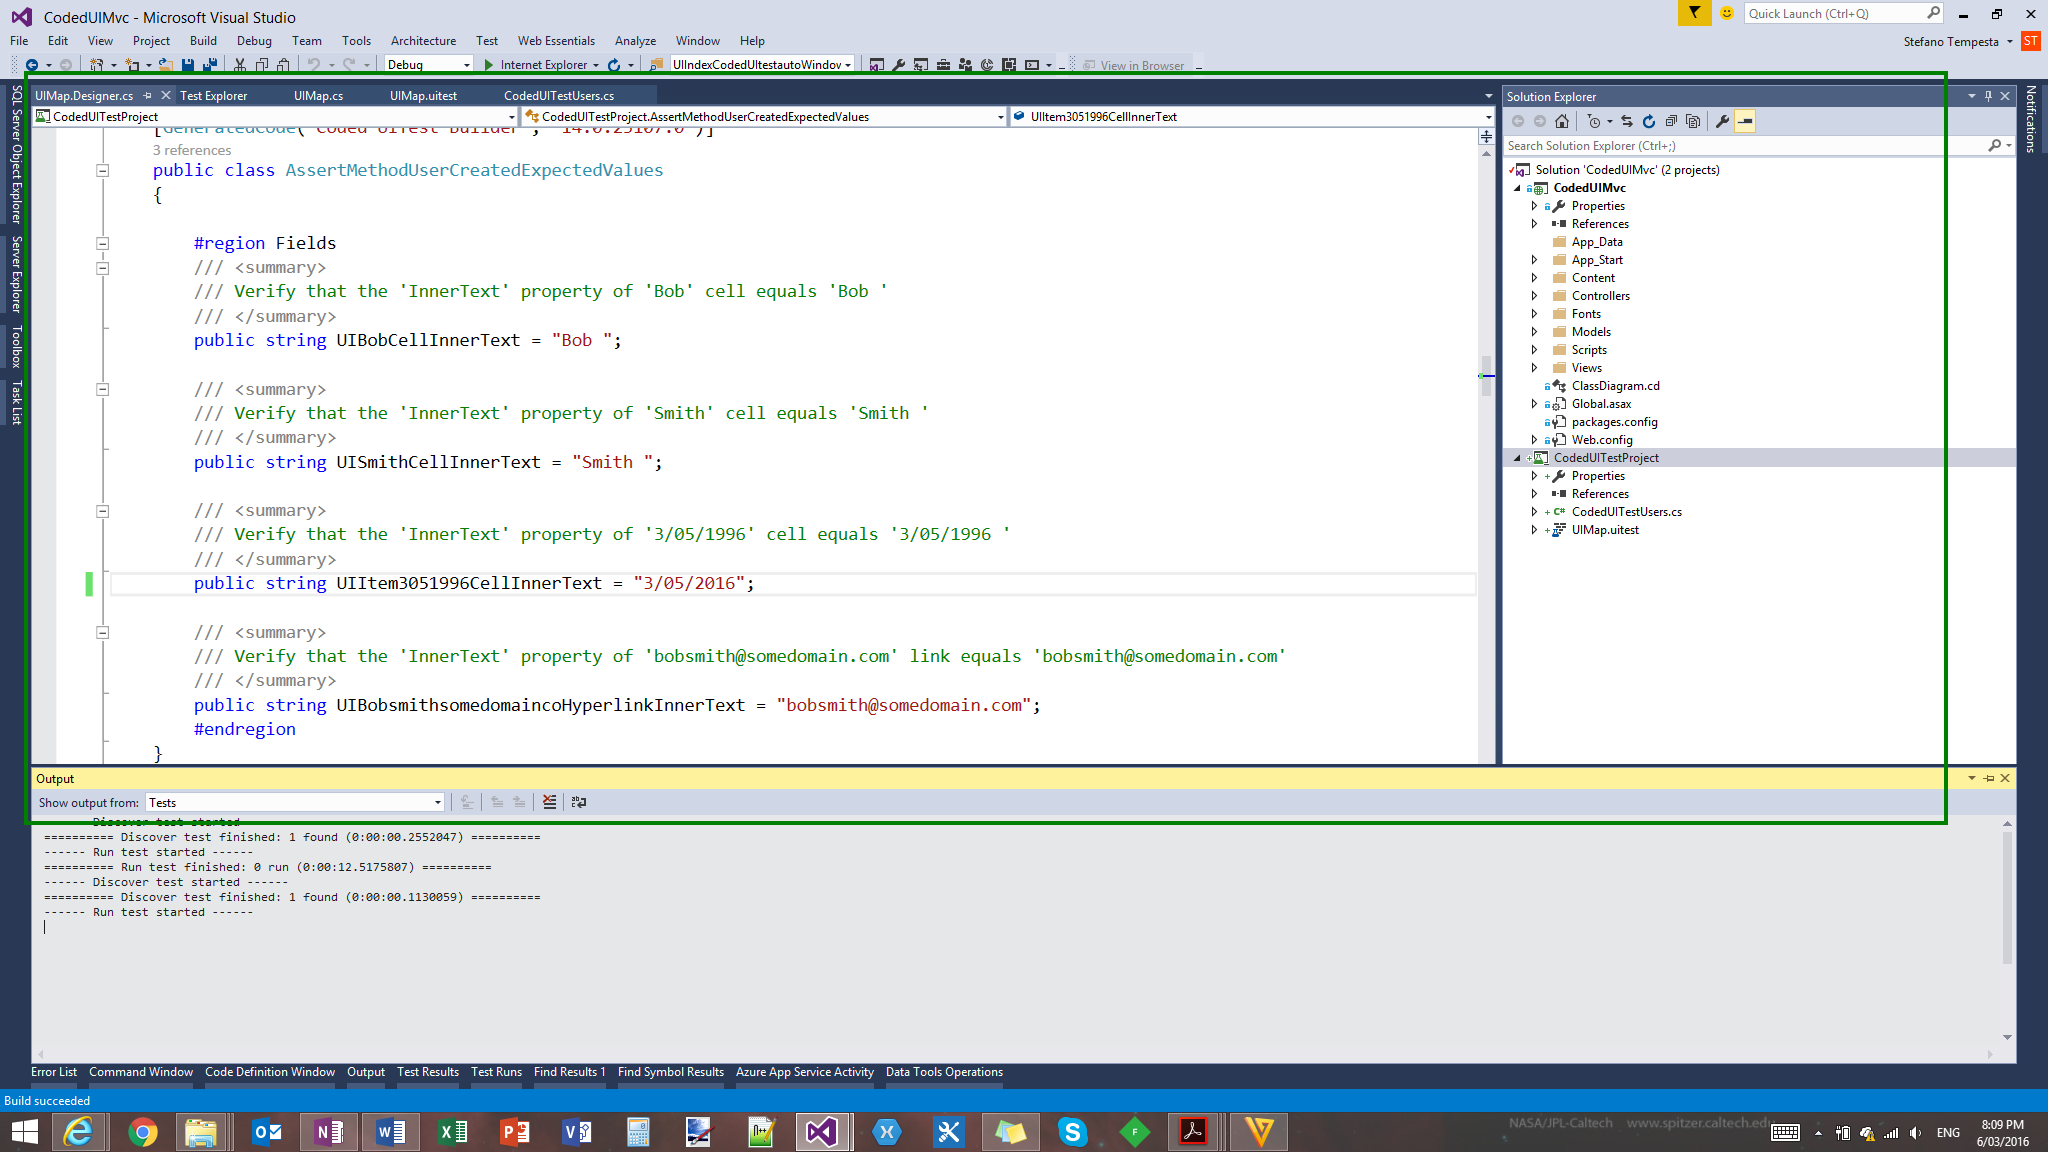 CodedUIMvc - Microsoft Visual Studio
Quick Launch (Ctrl+Q)
File Edit View Project Build Debug Team Tools Architecture Test Web Essentials Analyze Window Help
Stefano Tempesta ST
Debug Internet Explorer UIIndexCodedUItestautoWindov View in Browser
SQL Server Object Explorer
Server Explorer
Toolbox
Task List
UIMap.Designer.cs Test Explorer UIMap.cs UIMap.uitest CodedUITestUsers.cs
CodedUITestProject CodedUITestProject.AssertMethodUserCreatedExpectedValues UIItem3051996CellInnerText
[GeneratedCode("Coded UITest Builder", "14.0.23107.0")]
3 references
public class AssertMethodUserCreatedExpectedValues
{
#region Fields
/// <summary>
/// Verify that the 'InnerText' property of 'Bob' cell equals 'Bob '
/// </summary>
public string UIBobCellInnerText = "Bob ";
/// <summary>
/// Verify that the 'InnerText' property of 'Smith' cell equals 'Smith '
/// </summary>
public string UISmithCellInnerText = "Smith ";
/// <summary>
/// Verify that the 'InnerText' property of '3/05/1996' cell equals '3/05/1996 '
/// </summary>
public string UIItem3051996CellInnerText = "3/05/2016";
/// <summary>
/// Verify that the 'InnerText' property of 'bobsmith@somedomain.com' link equals 'bobsmith@somedomain.com'
/// </summary>
public string UIBobsmithsomedomaincoHyperlinkInnerText = "bobsmith@somedomain.com";
#endregion
}
Solution Explorer
Search Solution Explorer (Ctrl+;)
Solution 'CodedUIMvc' (2 projects)
CodedUIMvc
Properties
References
App_Data
App_Start
Content
Controllers
Fonts
Models
Scripts
Views
ClassDiagram.cd
Global.asax
packages.config
Web.config
CodedUITestProject
Properties
References
CodedUITestUsers.cs
UIMap.uitest
Notifications
Output
Show output from: Tests
Discover test started
========== Discover test finished: 1 found (0:00:00.2552047) ==========
------ Run test started ------
========== Run test finished: 0 run (0:00:12.5175807) ==========
------ Discover test started ------
========== Discover test finished: 1 found (0:00:00.1130059) ==========
------ Run test started ------
Error List Command Window Code Definition Window Output Test Results Test Runs Find Results 1 Find Symbol Results Azure App Service Activity Data Tools Operations
Build succeeded
NASA/JPL-Caltech www.spitzer.caltech.ed
ENG
8:09 PM
6/03/2016